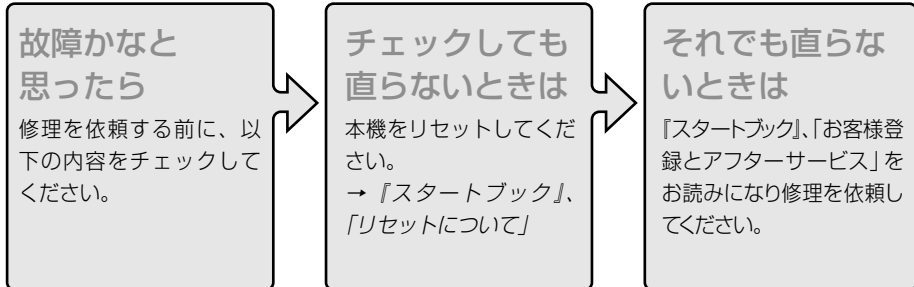 故障かなと
思ったら
修理を依頼する前に、以
下の内容をチェックして
ください。
チェックしても
直らないときは
本機をリセットしてくだ
さい。
→『スタートブック』、
「リセットについて」
それでも直らな
いときは
『スタートブック』、「お客様登
録とアフターサービス」を
お読みになり修理を依頼し
てください。